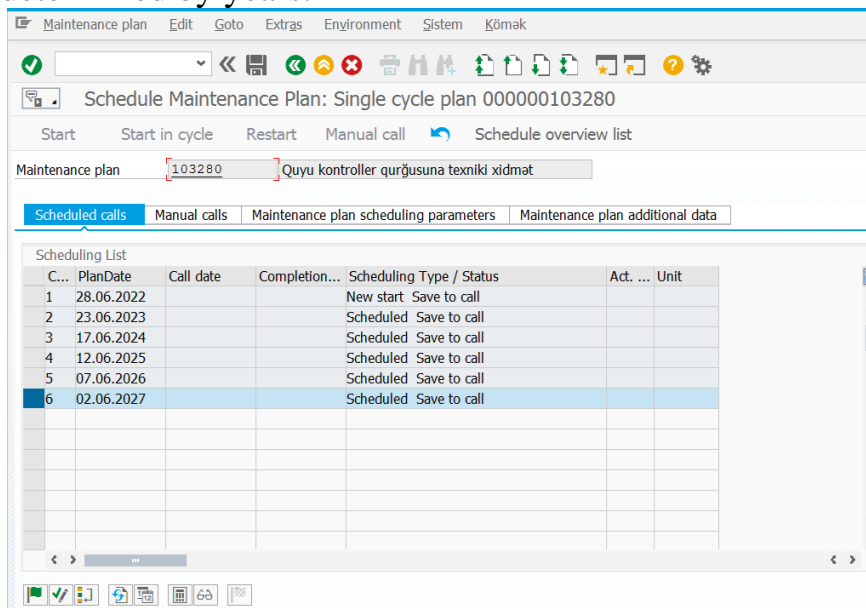 Maintenance plan Edit Goto Extras Environment Sistem Kömək
Schedule Maintenance Plan: Single cycle plan 000000103280
Start Start in cycle Restart Manual call Schedule overview list
Maintenance plan 103280 Quyu kontroller qurğusuna texniki xidmət
Scheduled calls Manual calls Maintenance plan scheduling parameters Maintenance plan additional data
Scheduling List
C... PlanDate Call date Completion... Scheduling Type / Status Act. ... Unit
1 28.06.2022 New start Save to call
2 23.06.2023 Scheduled Save to call
3 17.06.2024 Scheduled Save to call
4 12.06.2025 Scheduled Save to call
5 07.06.2026 Scheduled Save to call
6 02.06.2027 Scheduled Save to call